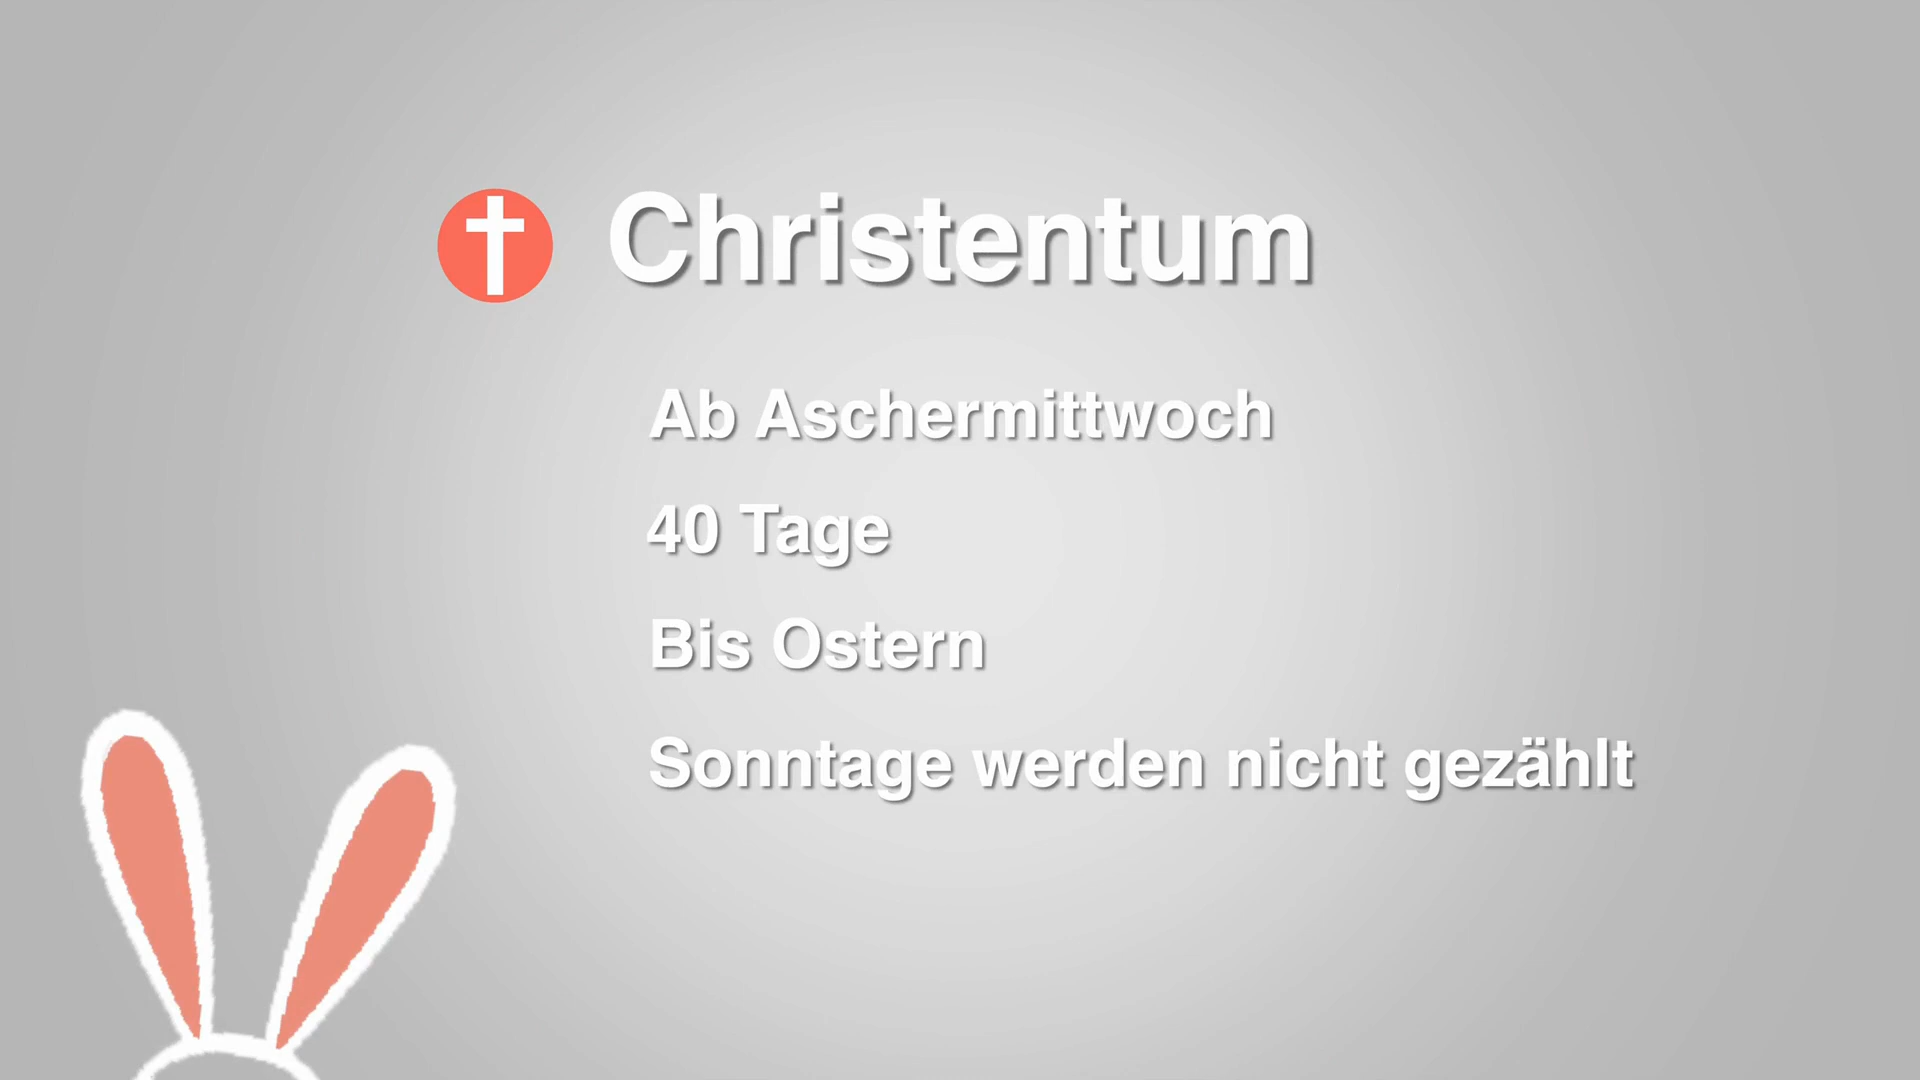 Christentum
Ab Aschermittwoch
40 Tage
Bis Ostern
Sonntage werden nicht gezählt